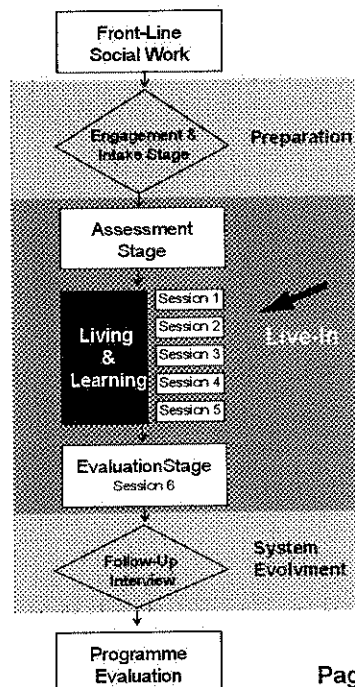 Front-Line
Social Work
Engagement &
Intake Stage
Preparation
Assessment
Stage
Living
&
Learning
Session 1
Session 2
Session 3
Session 4
Session 5
Live-In
EvaluationStage
Session 6
Follow-Up
Interview
System
Evolvment
Programme
Evaluation
Pag